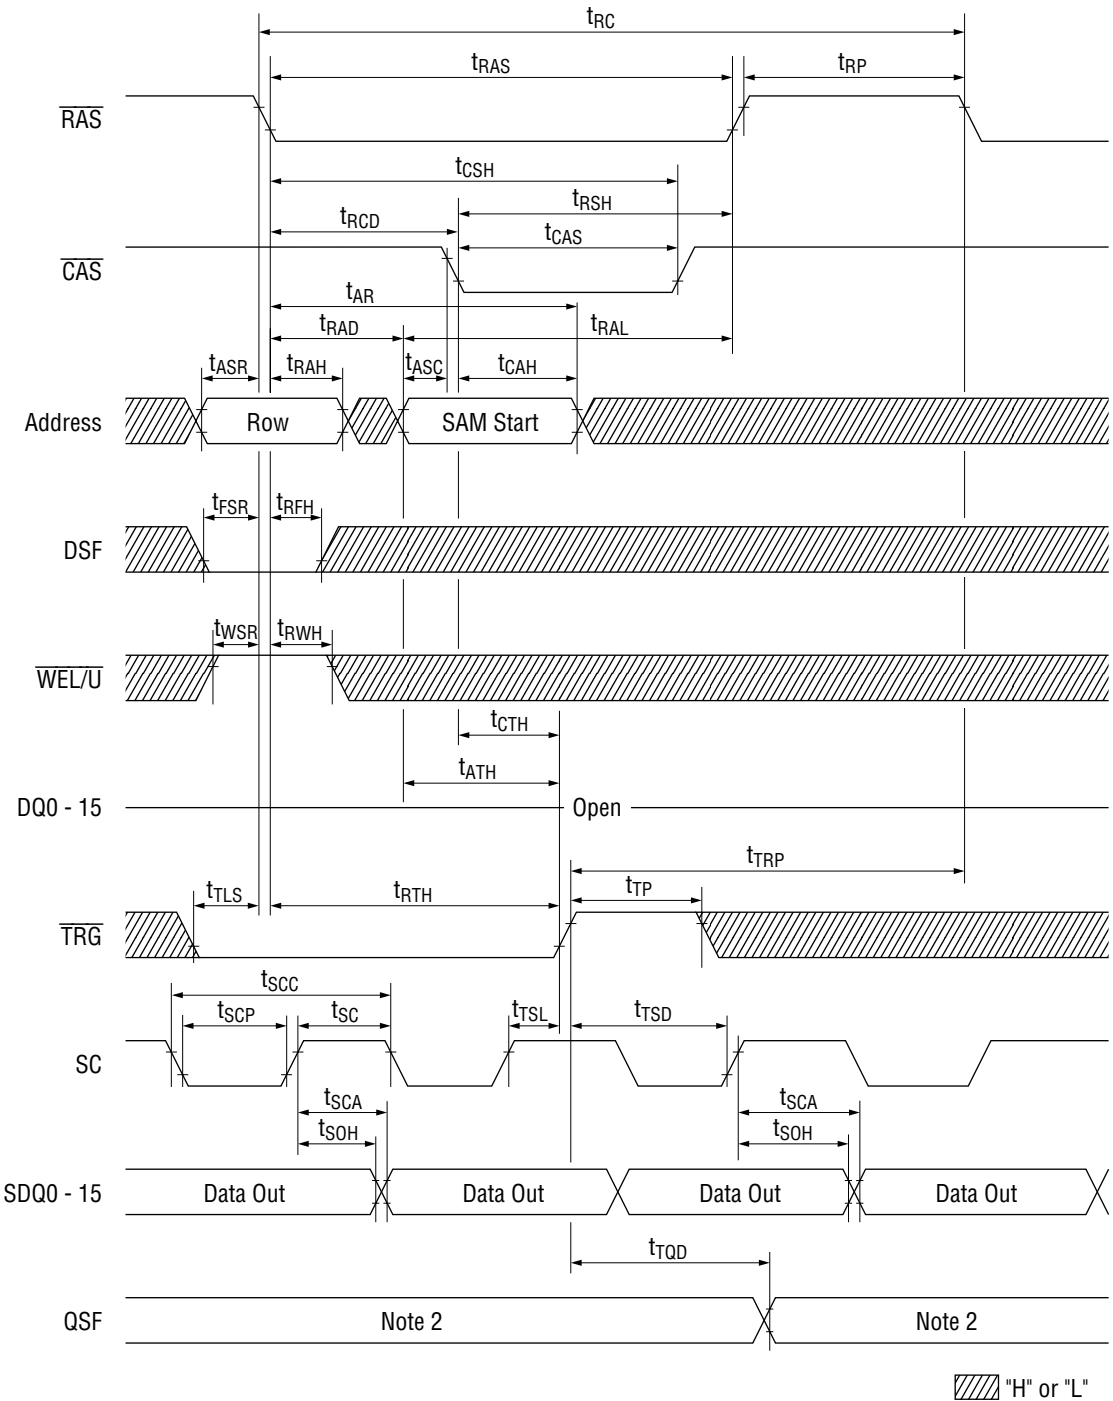 tRC
tRAS tRP
RAS
tCSH
tRSH
tRCD
tCAS
CAS
tAR
tRAD tRAL
tASR tRAH tASC tCAH
Address Row SAM Start
tFSR tRFH
DSF
tWSR tRWH
WEL/U
tCTH
tATH
DQ0 - 15 Open
tTRP
tTLS tRTH tTP
TRG
tSCC
tSCP tSC tTSL tTSD
SC
tSCA tSCA
tSOH tSOH
SDQ0 - 15 Data Out Data Out Data Out Data Out
tTQD
QSF Note 2 Note 2
"H" or "L"